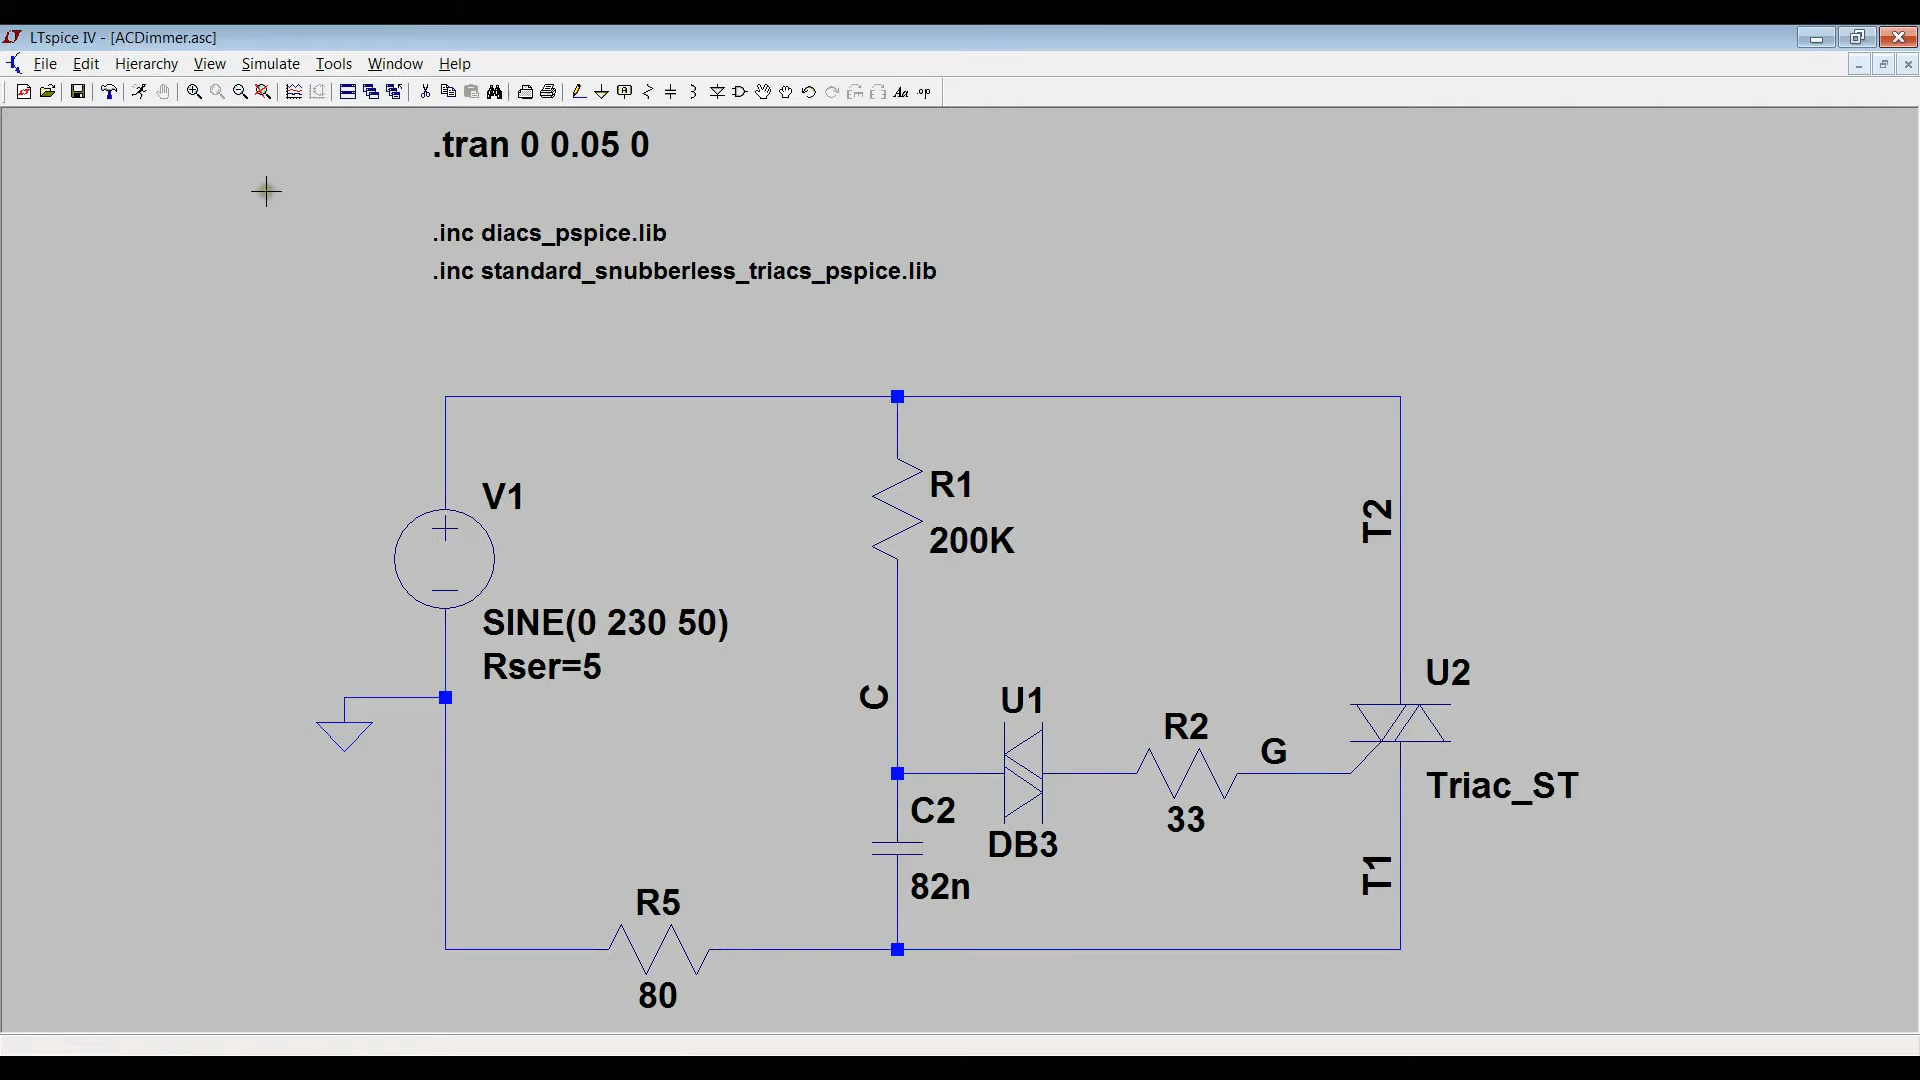 LTspice IV - [ACDimmer.asc]
File Edit Hierarchy View Simulate Tools Window Help
Aa .op
.tran 0 0.05 0
.inc diacs_pspice.lib
.inc standard_snubberless_triacs_pspice.lib
V1
SINE(0 230 50)
Rser=5
R1
200K
T2
C
U1
DB3
R2
33
G
U2
Triac_ST
C2
82n
T1
R5
80